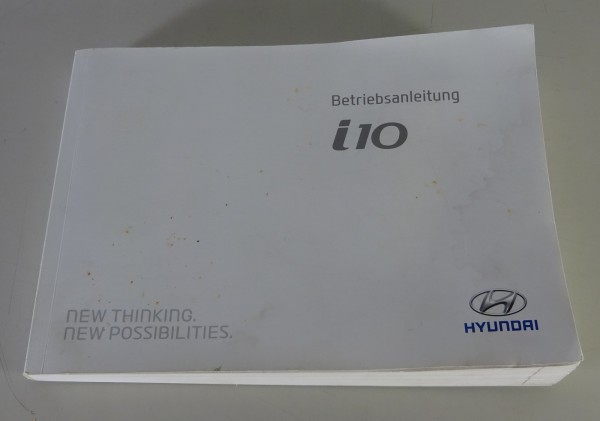 Betriebsanleitung
i10
NEW THINKING.
NEW POSSIBILITIES.
HYUNDAI